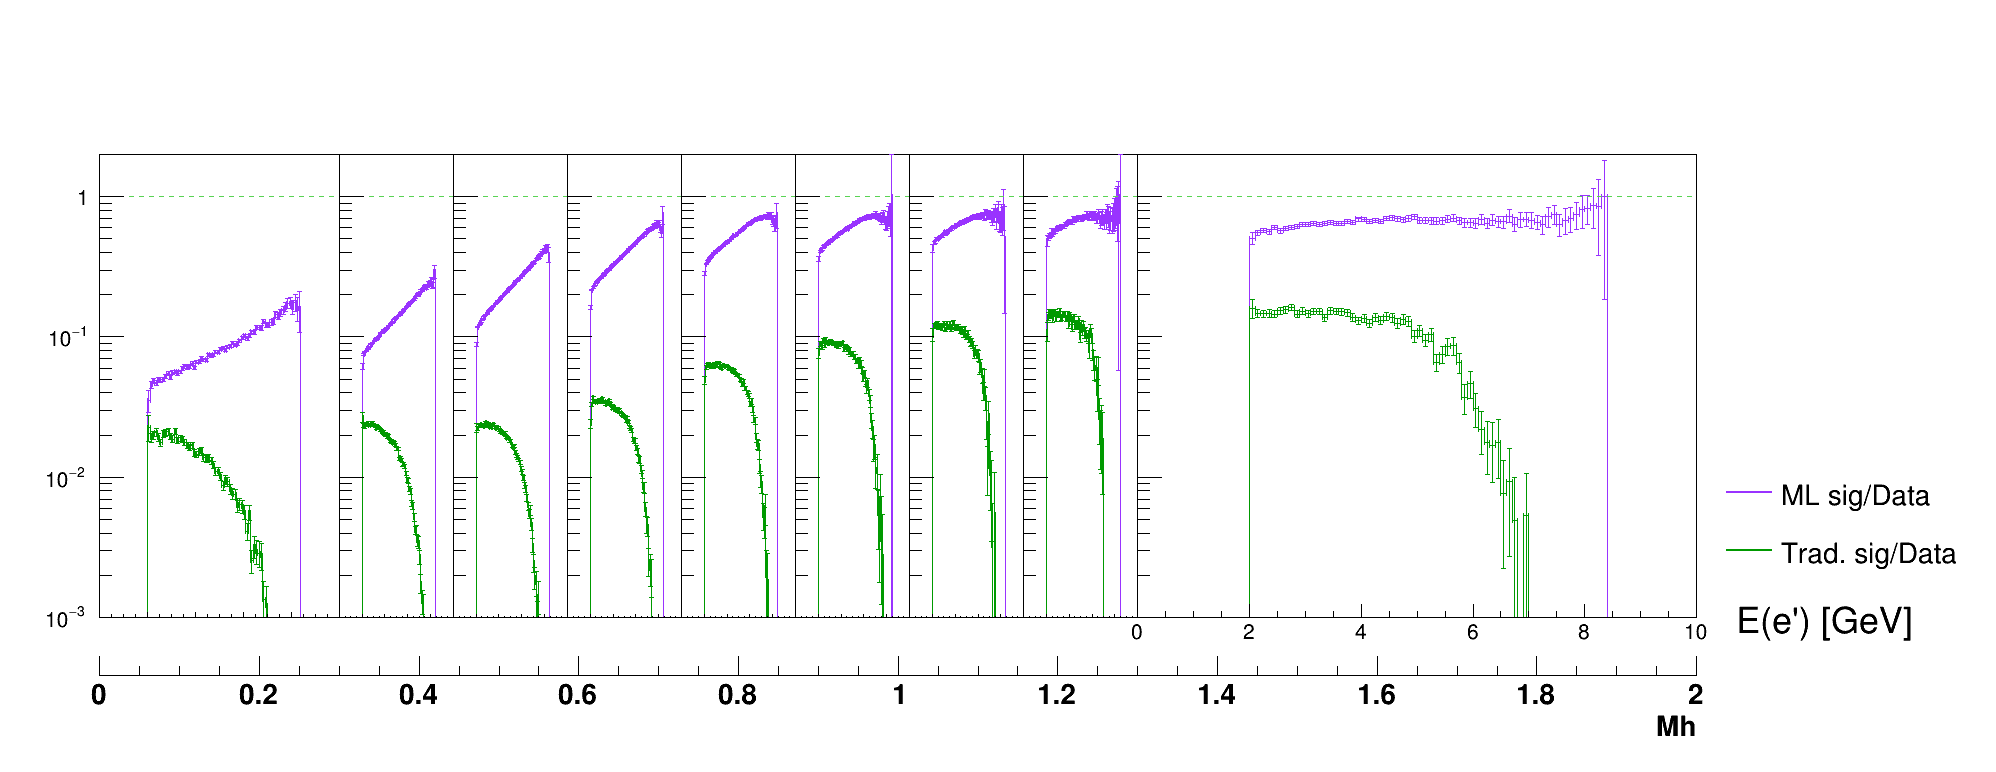 1
10⁻¹
10⁻²
10⁻³
ML sig/Data
Trad. sig/Data
E(e') [GeV]
0 2 4 6 8 10
0 0.2 0.4 0.6 0.8 1 1.2 1.4 1.6 1.8 2
Mh